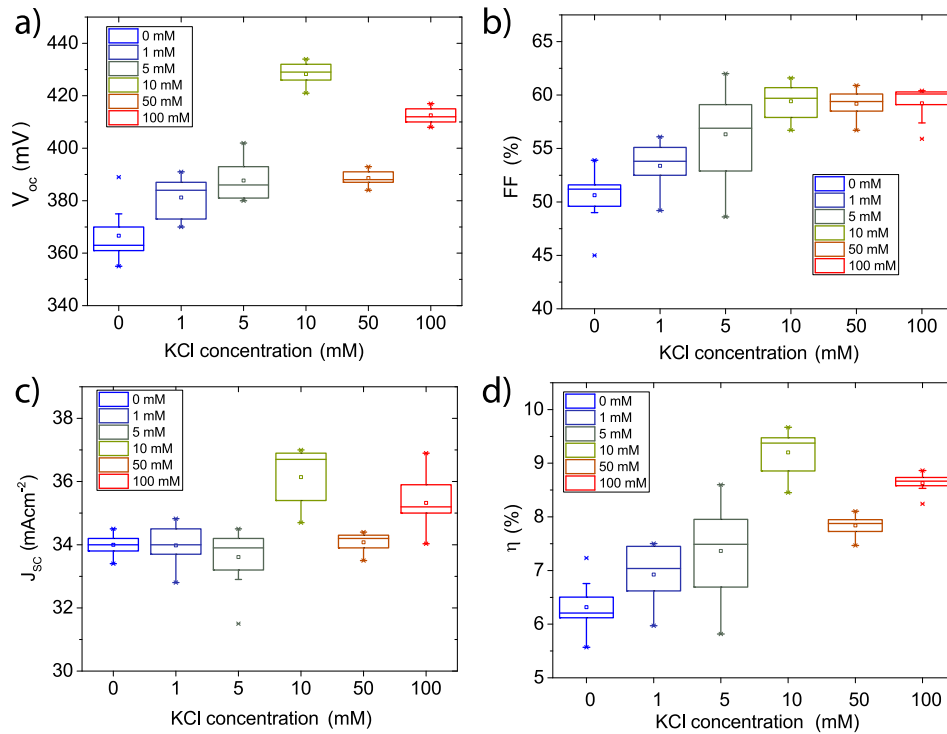 a)
V_oc (mV)
440
420
400
380
360
340
0 mM
1 mM
5 mM
10 mM
50 mM
100 mM
0 1 5 10 50 100
KCl concentration (mM)
b)
FF (%)
65
60
55
50
45
40
0 mM
1 mM
5 mM
10 mM
50 mM
100 mM
0 1 5 10 50 100
KCl concentration (mM)
c)
J_SC (mAcm⁻²)
38
36
34
32
30
0 mM
1 mM
5 mM
10 mM
50 mM
100 mM
0 1 5 10 50 100
KCl concentration (mM)
d)
η (%)
10
9
8
7
6
5
0 mM
1 mM
5 mM
10 mM
50 mM
100 mM
0 1 5 10 50 100
KCl concentration (mM)